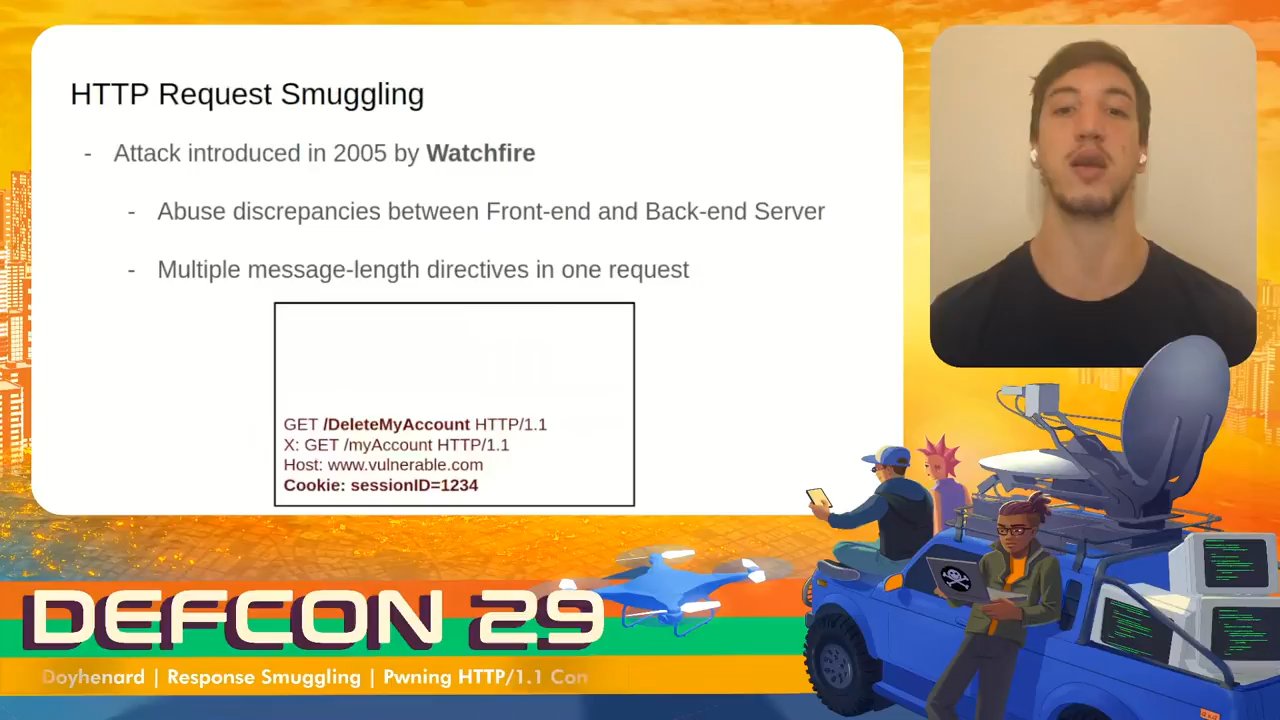 HTTP Request Smuggling
- Attack introduced in 2005 by Watchfire
- Abuse discrepancies between Front-end and Back-end Server
- Multiple message-length directives in one request
GET /DeleteMyAccount HTTP/1.1
X: GET /myAccount HTTP/1.1
Host: www.vulnerable.com
Cookie: sessionID=1234
DEFCON 29
Doyhenard | Response Smuggling | Pwning HTTP/1.1 Con